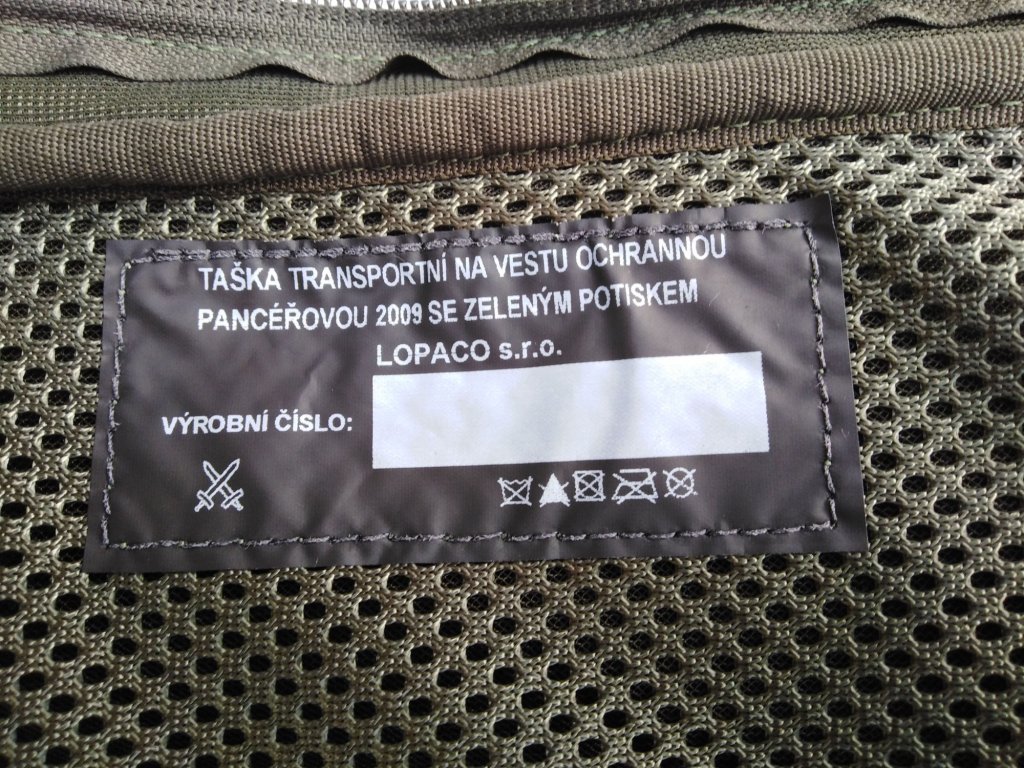 TAŠKA TRANSPORTNÍ NA VESTU OCHRANNOU
PANCÉŘOVOU 2009 SE ZELENÝM POTISKEM
LOPACO s.r.o.
VÝROBNÍ ČÍSLO: